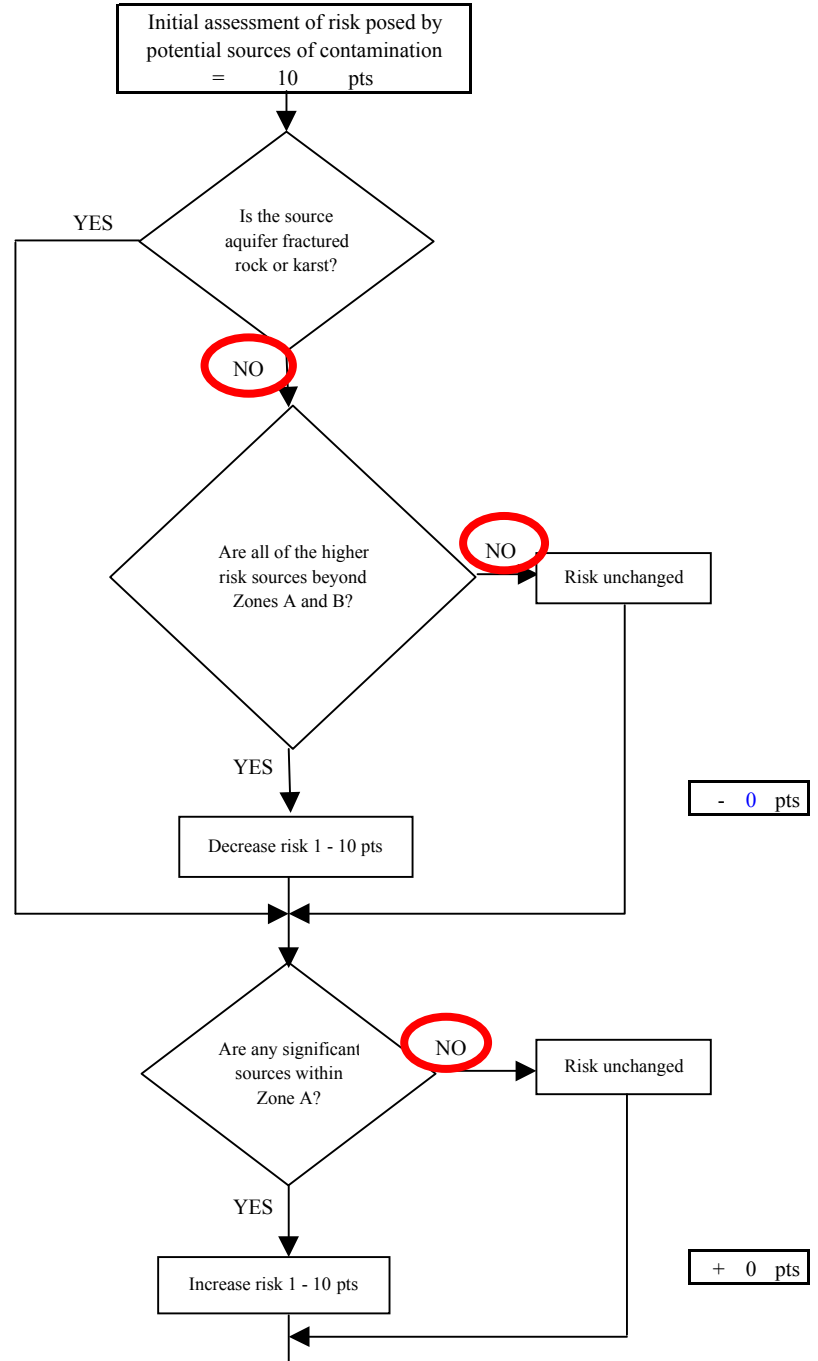 Initial assessment of risk posed by
potential sources of contamination
= 10 pts
YES
Is the source
aquifer fractured
rock or karst?
NO
Are all of the higher
risk sources beyond
Zones A and B?
NO
Risk unchanged
YES
- 0 pts
Decrease risk 1 - 10 pts
Are any significant
sources within
Zone A?
NO
Risk unchanged
YES
+ 0 pts
Increase risk 1 - 10 pts